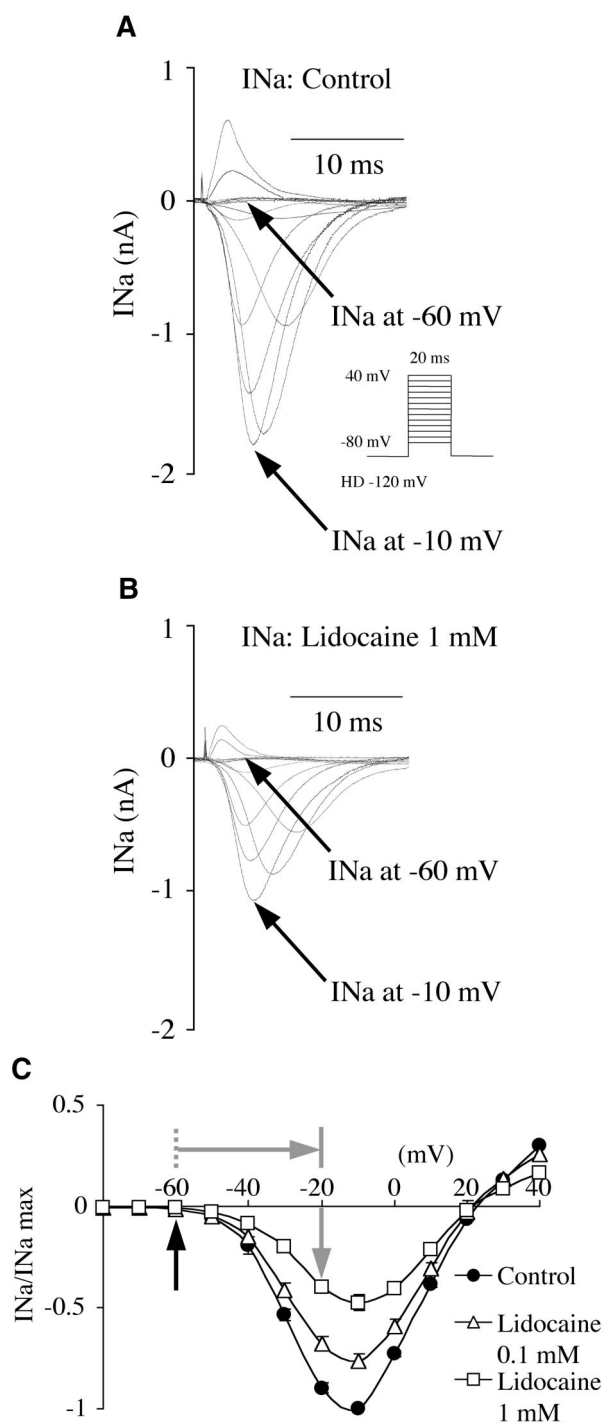 A
INa: Control
1
10 ms
0
INa (nA)
INa at -60 mV
-1
20 ms
40 mV
-80 mV
HD -120 mV
-2
INa at -10 mV
B
INa: Lidocaine 1 mM
1
10 ms
0
INa (nA)
INa at -60 mV
-1
INa at -10 mV
-2
C
0.5
(mV)
-60 -40 -20 0 20 40
0
INa/INa max
-0.5
-1
Control
Lidocaine
0.1 mM
Lidocaine
1 mM